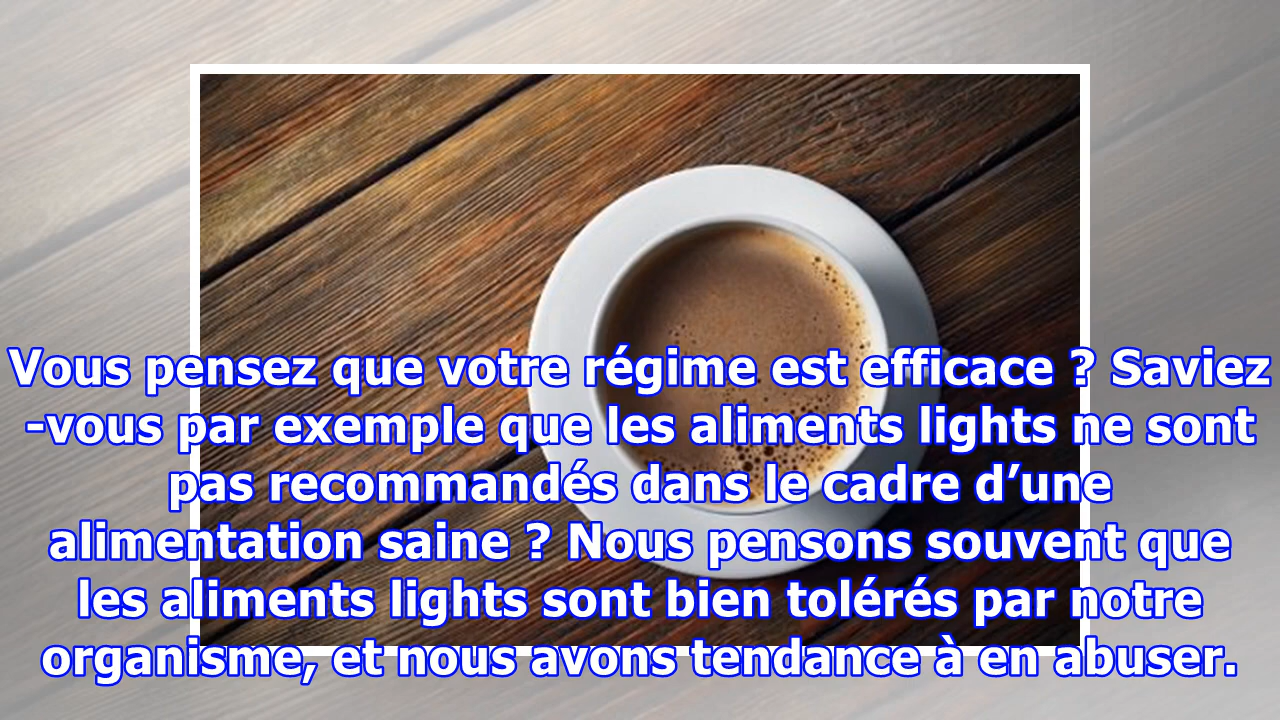 Vous pensez que votre régime est efficace ? Saviez
-vous par exemple que les aliments lights ne sont
pas recommandés dans le cadre d’une
alimentation saine ? Nous pensons souvent que
les aliments lights sont bien tolérés par notre
organisme, et nous avons tendance à en abuser.